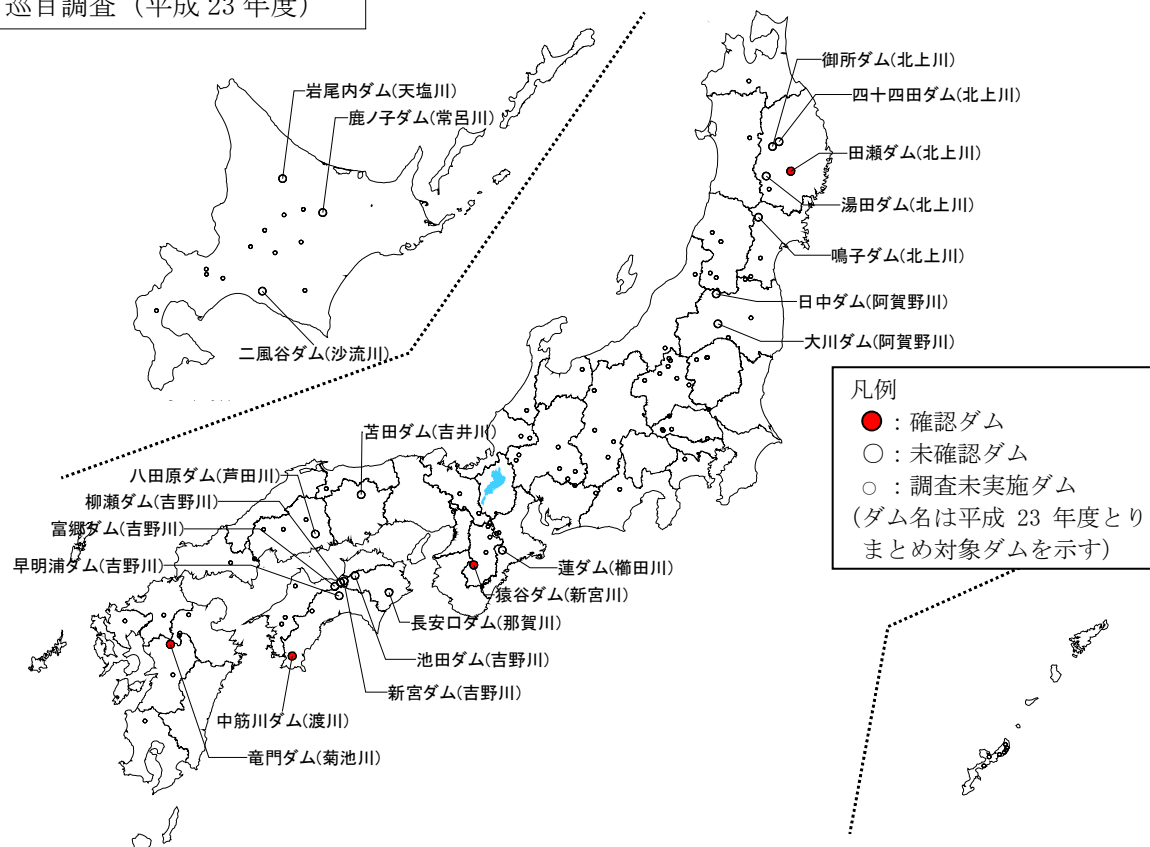 巡目調査（平成 23 年度）
御所ダム(北上川)
四十四田ダム(北上川)
岩尾内ダム(天塩川)
鹿ノ子ダム(常呂川)
田瀬ダム(北上川)
湯田ダム(北上川)
鳴子ダム(北上川)
日中ダム(阿賀野川)
大川ダム(阿賀野川)
二風谷ダム(沙流川)
凡例
●：確認ダム
○：未確認ダム
○：調査未実施ダム
(ダム名は平成 23 年度とり
まとめ対象ダムを示す)
苫田ダム(吉井川)
八田原ダム(芦田川)
柳瀬ダム(吉野川)
富郷ダム(吉野川)
早明浦ダム(吉野川)
蓮ダム(櫛田川)
猿谷ダム(新宮川)
長安口ダム(那賀川)
池田ダム(吉野川)
新宮ダム(吉野川)
中筋川ダム(渡川)
竜門ダム(菊池川)